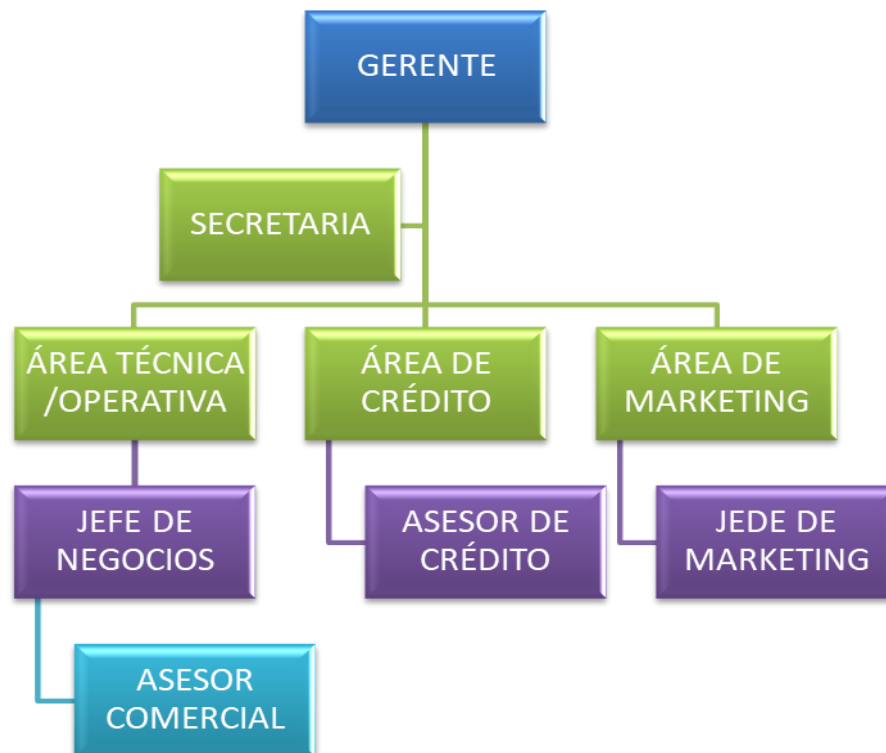 GERENTE
SECRETARIA
ÁREA TÉCNICA
/OPERATIVA
ÁREA DE
CRÉDITO
ÁREA DE
MARKETING
JEFE DE
NEGOCIOS
ASESOR DE
CRÉDITO
JEDE DE
MARKETING
ASESOR
COMERCIAL